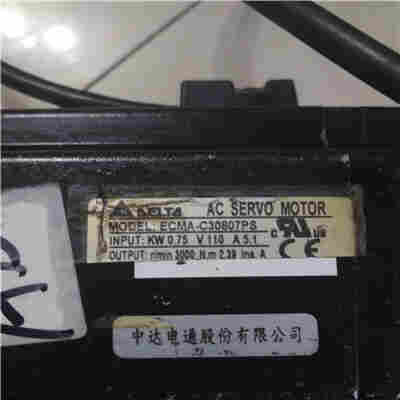 DELTA AC SERVO MOTOR
MODEL: ECMA-C30807PS
INPUT: KW 0.75 V 110 A 5.1
OUTPUT: r/min 3000 N.m 2.39 Ins. A
中达电通股份有限公司